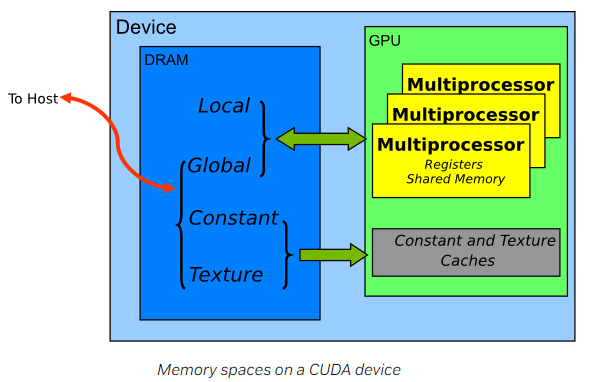 Device
DRAM
GPU
To Host
Local
Global
Constant
Texture
Multiprocessor
Multiprocessor
Multiprocessor
Registers
Shared Memory
Constant and Texture
Caches
Memory spaces on a CUDA device